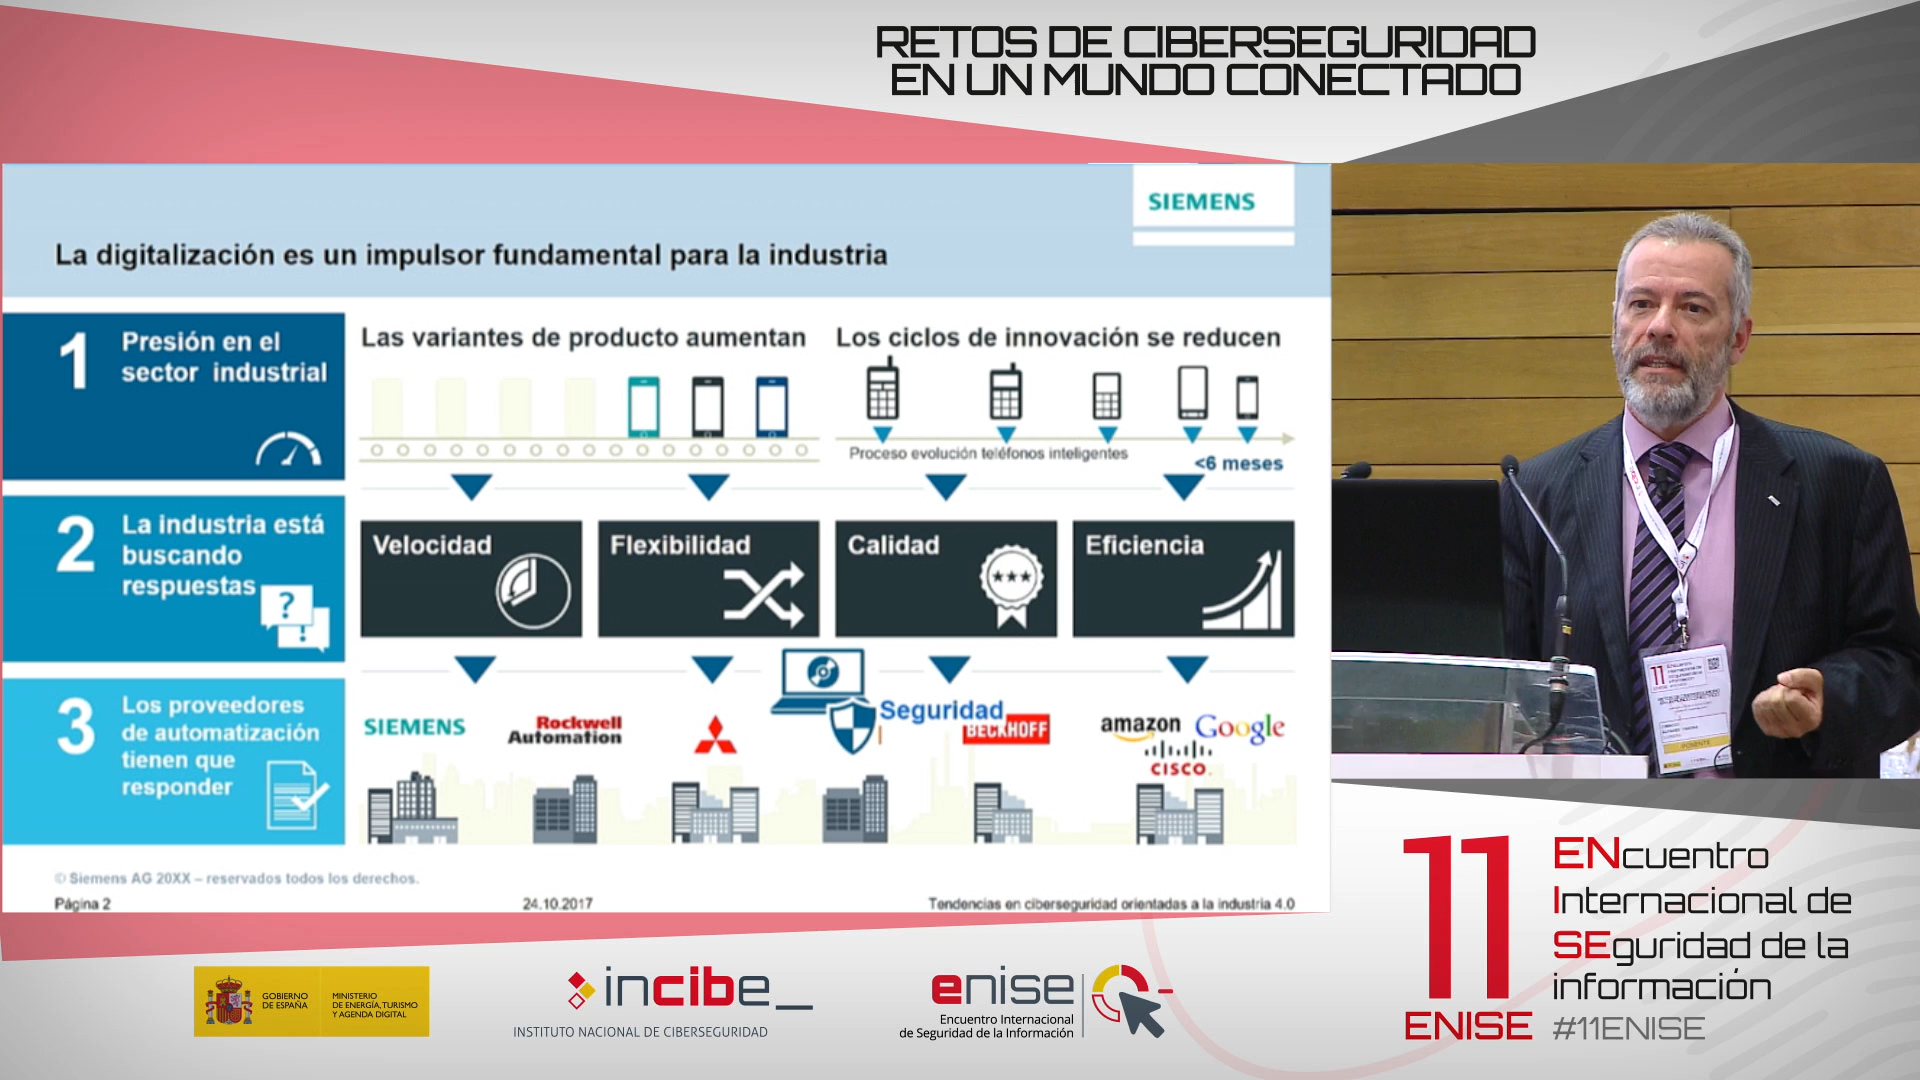 RETOS DE CIBERSEGURIDAD
EN UN MUNDO CONECTADO
SIEMENS
La digitalización es un impulsor fundamental para la industria
1
Presión en el
sector industrial
Las variantes de producto aumentan
Los ciclos de innovación se reducen
Proceso evolución teléfonos inteligentes
<6 meses
2
La industria está
buscando
respuestas
?
!
Velocidad
Flexibilidad
Calidad
Eficiencia
3
Los proveedores
de automatización
tienen que
responder
SIEMENS
Rockwell
Automation
Seguridad
BECKHOFF
amazon
Google
CISCO
© Siemens AG 20XX – reservados todos los derechos.
Página 2
24.10.2017
Tendencias en ciberseguridad orientadas a la industria 4.0
11
ENISE
PONENTE
GOBIERNO
DE ESPAÑA
MINISTERIO
DE ENERGÍA, TURISMO
Y AGENDA DIGITAL
incibe_
INSTITUTO NACIONAL DE CIBERSEGURIDAD
enise
Encuentro Internacional
de Seguridad de la Información
11
ENISE
ENcuentro
Internacional de
SEguridad de la
información
#11ENISE